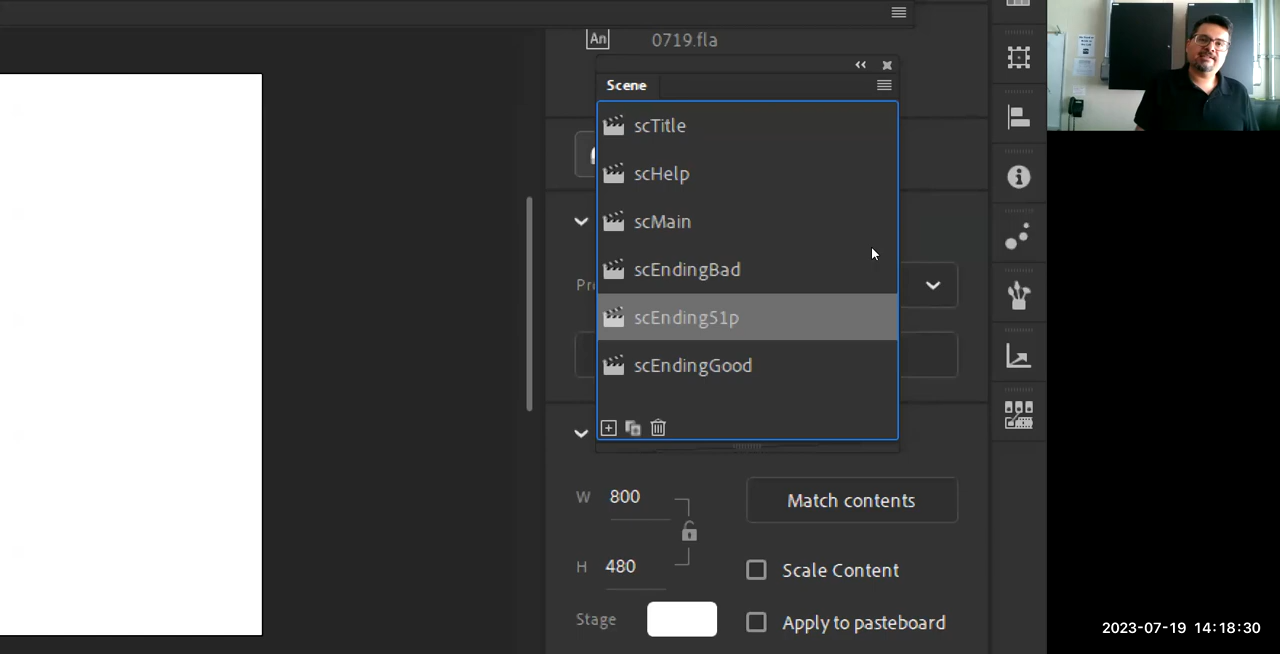 An 0719.fla
Scene
scTitle
scHelp
scMain
scEndingBad
Pr
scEnding51p
scEndingGood
W 800
Match contents
H 480
Scale Content
Stage
Apply to pasteboard
2023-07-19 14:18:30